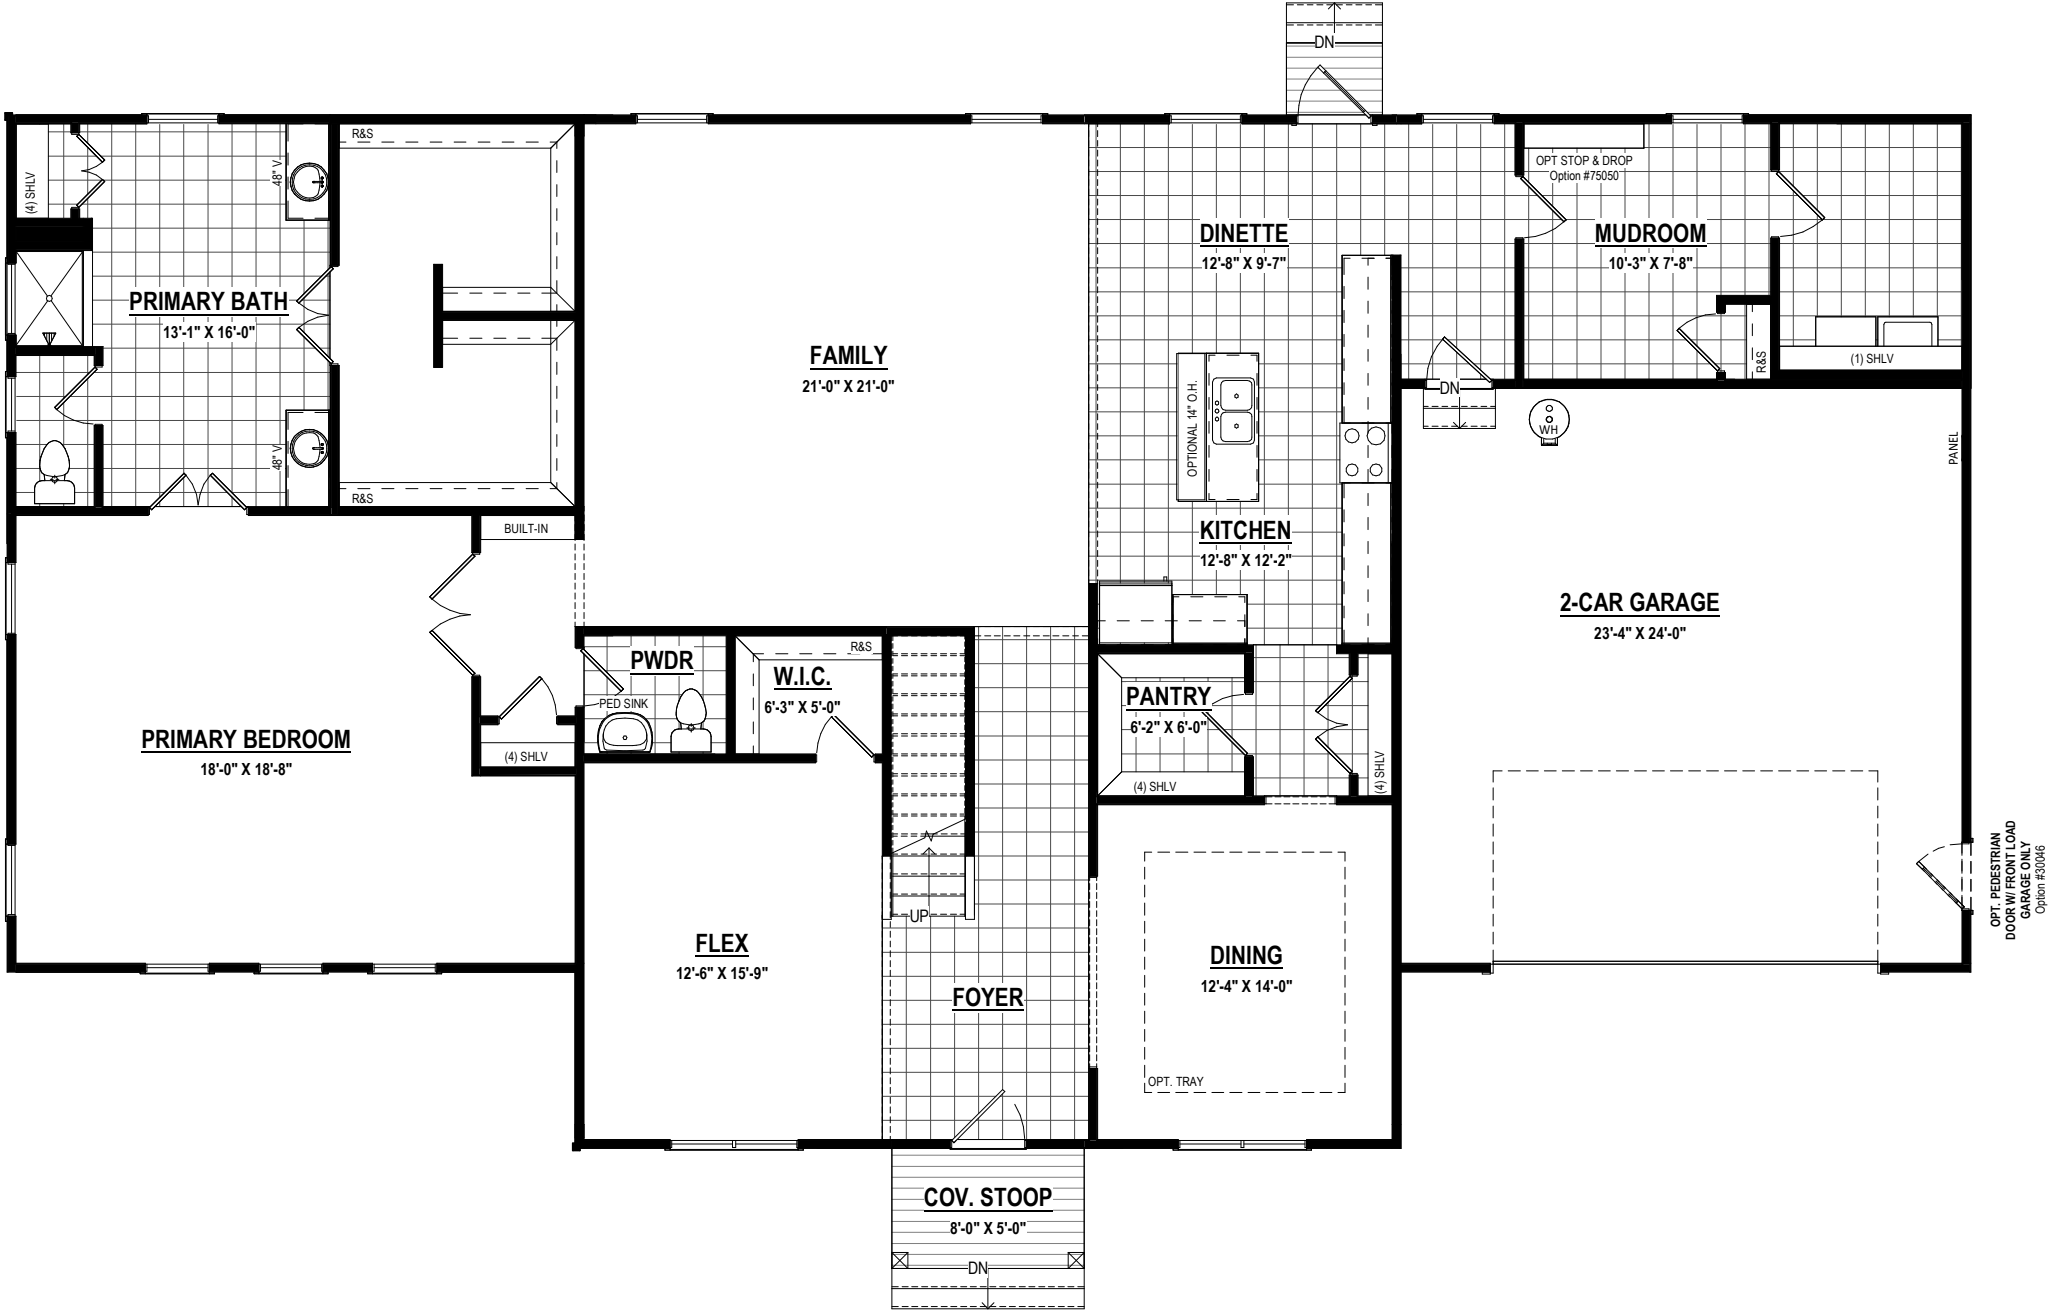 DN
R&S
(4) SHLV
48" V
OPT STOP & DROP
Option #75050
DINETTE
12'-8" X 9'-7"
MUDROOM
10'-3" X 7'-8"
PRIMARY BATH
13'-1" X 16'-0"
FAMILY
21'-0" X 21'-0"
R&S
(1) SHLV
DN
OPTIONAL 14" O.H.
WH
PANEL
48" V
R&S
BUILT-IN
KITCHEN
12'-8" X 12'-2"
2-CAR GARAGE
23'-4" X 24'-0"
PWDR
PED SINK
R&S
W.I.C.
6'-3" X 5'-0"
PANTRY
6'-2" X 6'-0"
(4) SHLV
(4) SHLV
PRIMARY BEDROOM
18'-0" X 18'-8"
(4) SHLV
OPT. PEDESTRIAN
DOOR W/ FRONT LOAD
GARAGE ONLY
Option #30046
UP
FLEX
12'-6" X 15'-9"
DINING
12'-4" X 14'-0"
FOYER
OPT. TRAY
COV. STOOP
8'-0" X 5'-0"
DN